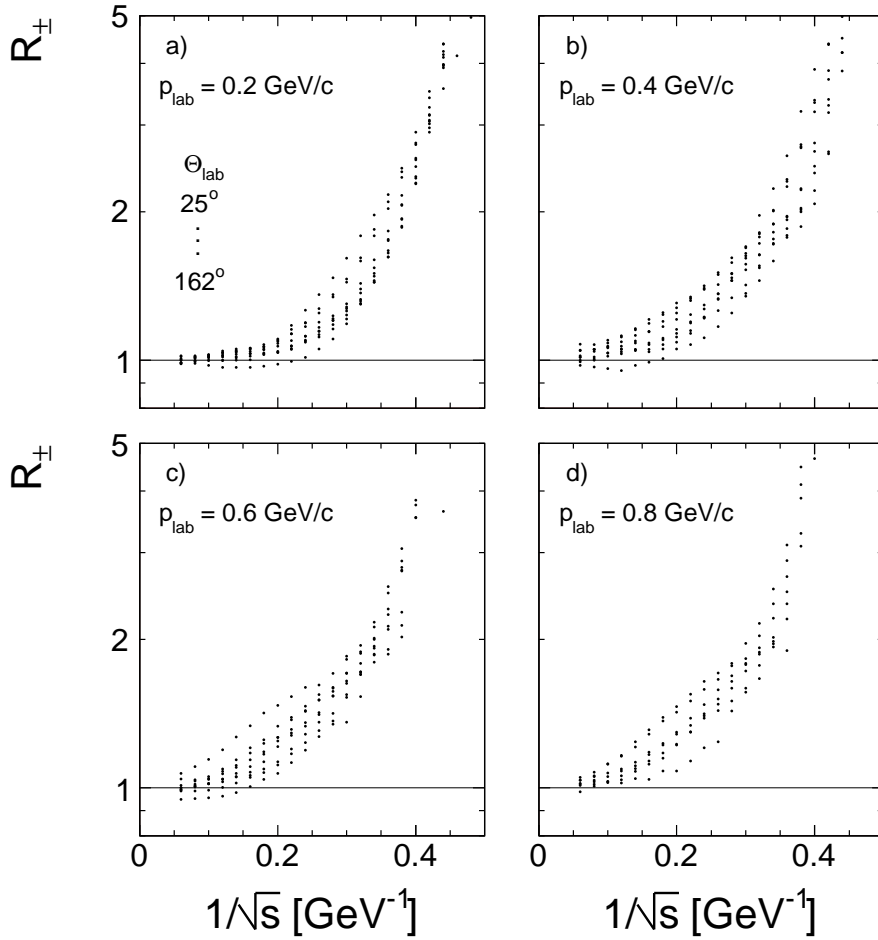 R±
5
2
1
a)
p_lab = 0.2 GeV/c
Θ_lab
25°
162°
b)
p_lab = 0.4 GeV/c
R±
5
2
1
c)
p_lab = 0.6 GeV/c
d)
p_lab = 0.8 GeV/c
0 0.2 0.4 0 0.2 0.4
1/√s [GeV⁻¹] 1/√s [GeV⁻¹]